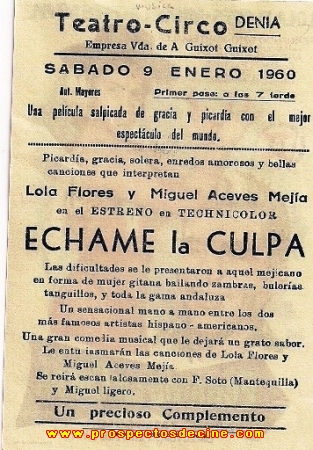 Teatro-Circo DENIA
Empresa Vda. de A Guixot Guixot
SABADO 9 ENERO 1960
Aut. Mayores Primer pase: a las 7 tarde
Una película salpicada de gracia y picardía con el mejor
espectáculo del mundo.
Picardía, gracia, solera, enredos amorosos y bellas
canciones que interpretan
Lola Flores y Miguel Aceves Mejía
en el ESTRENO en TECHNICOLOR
ECHAME la CULPA
Las dificultades se le presentaron a aquel mejicano
en forma de mujer gitana bailando zambras, bulerías
tanguillos, y toda la gama andaluza
Un sensacional mano a mano entre los dos
más famosos artistas hispano - americanos.
Una gran comedia musical que le dejará un grato sabor.
Le entu iasmarán las canciones de Lola Flores y
Miguel Aceves Mejía
Se reirá escan talosamente con F. Soto (Mantequilla)
y Miguel ligero.
Un precioso Complemento
www.prospectosdecine.com